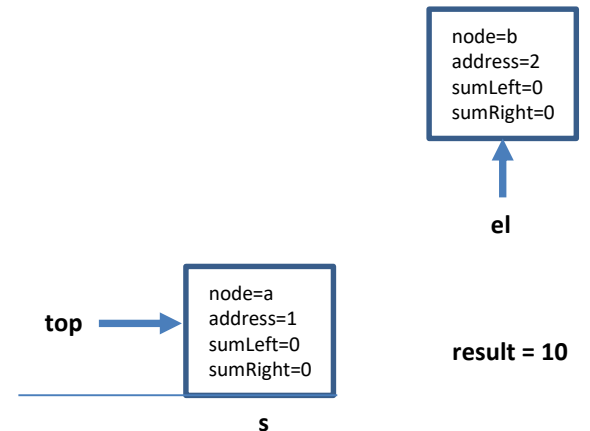 node=b
address=2
sumLeft=0
sumRight=0
el
node=a
address=1
sumLeft=0
sumRight=0
top
result = 10
s